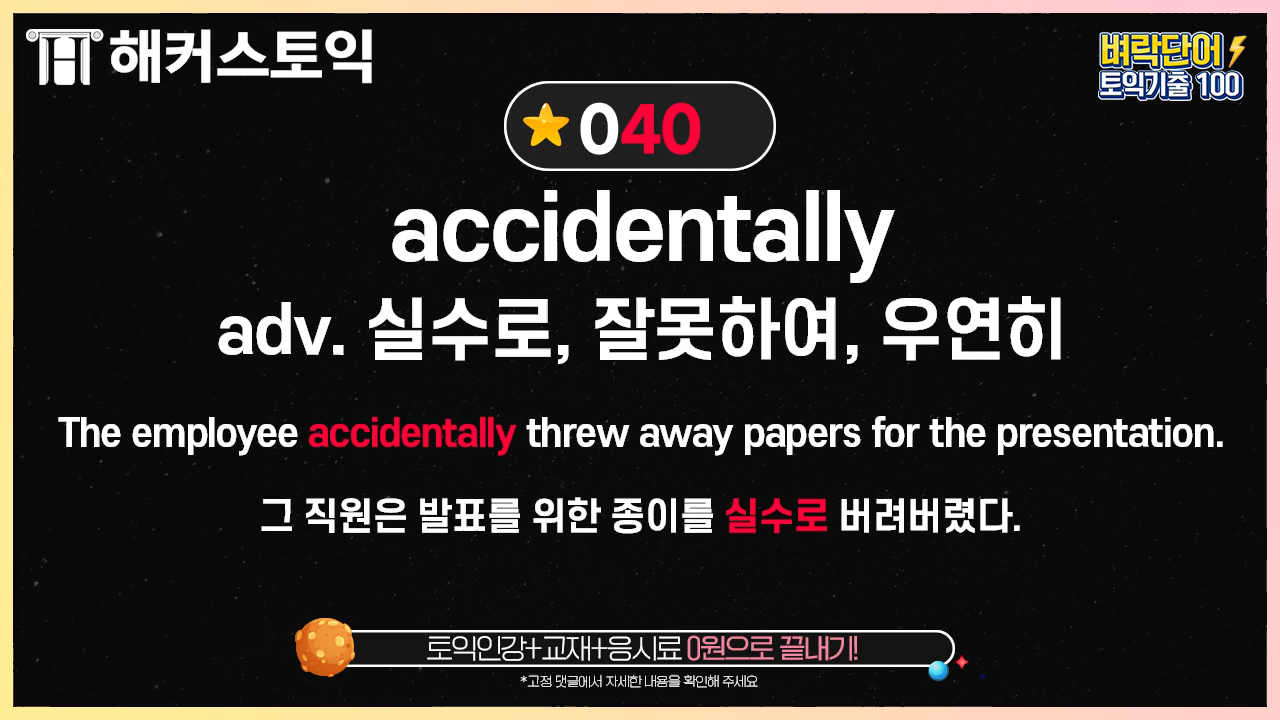 해커스토익
벼락단어
토익기출 100
040
accidentally
adv. 실수로, 잘못하여, 우연히
The employee accidentally threw away papers for the presentation.
그 직원은 발표를 위한 종이를 실수로 버려버렸다.
토익인강+교재+응시료 0원으로 끝내기!
*고정 댓글에서 자세한 내용을 확인해 주세요